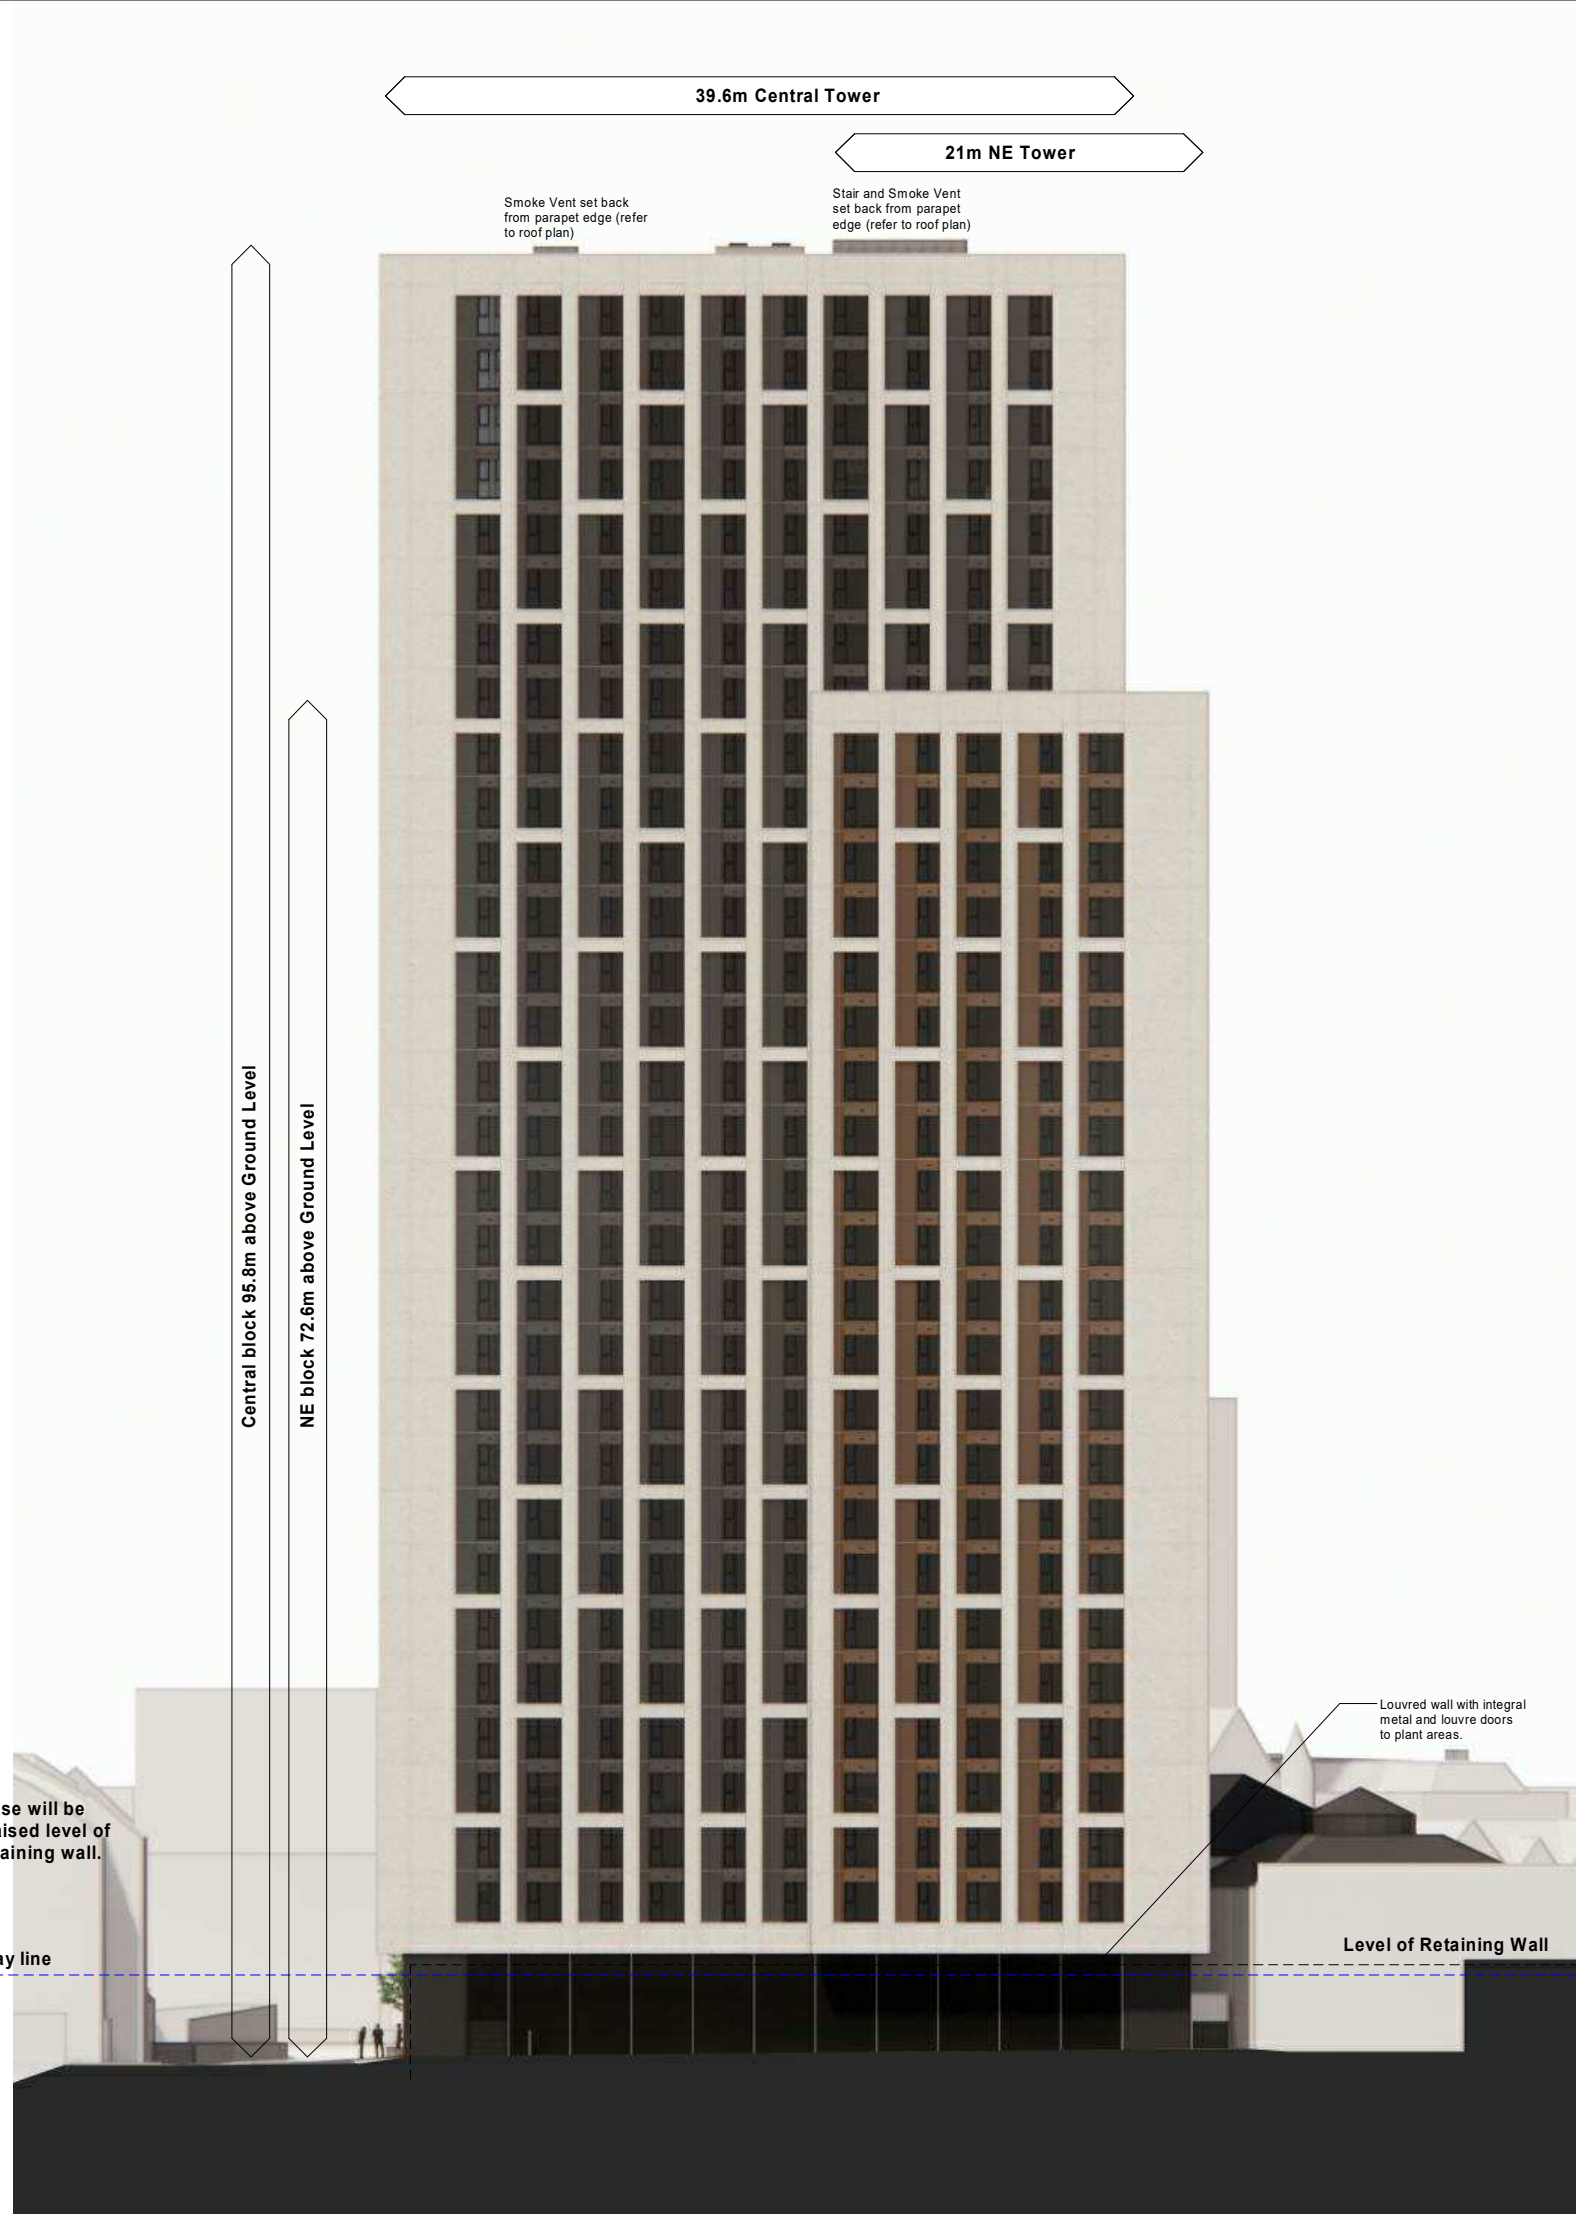 39.6m Central Tower
21m NE Tower
Smoke Vent set back
from parapet edge (refer
to roof plan)
Stair and Smoke Vent
set back from parapet
edge (refer to roof plan)
Central block 95.8m above Ground Level
NE block 72.6m above Ground Level
Louvred wall with integral
metal and louvre doors
to plant areas.
se will be
ised level of
aining wall.
ay line
Level of Retaining Wall